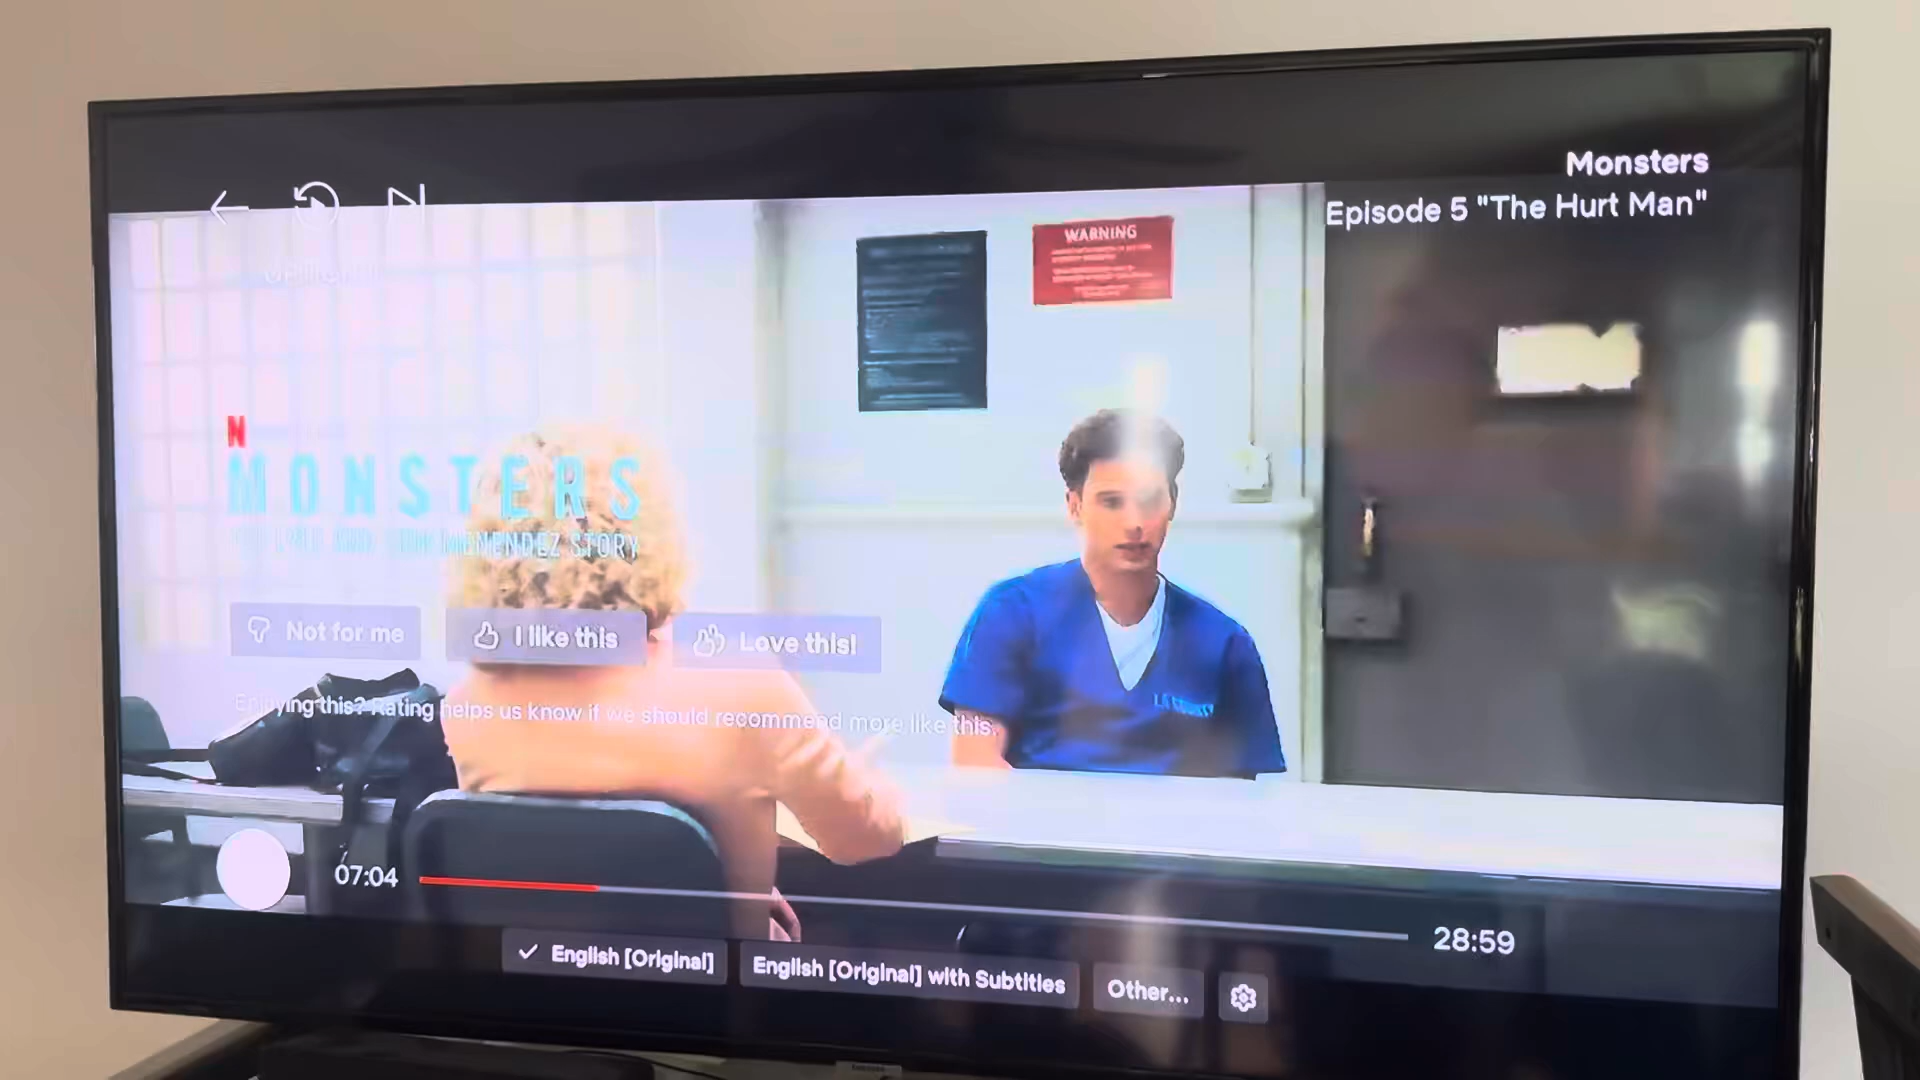 Monsters
Episode 5 "The Hurt Man"
WARNING
N
MONSTERS
MENENDEZ STORY
Not for me
I like this
Love this!
Enjoying this? Rating helps us know if we should recommend more like this.
07:04
28:59
English [Original]
English [Original] with Subtitles
Other...